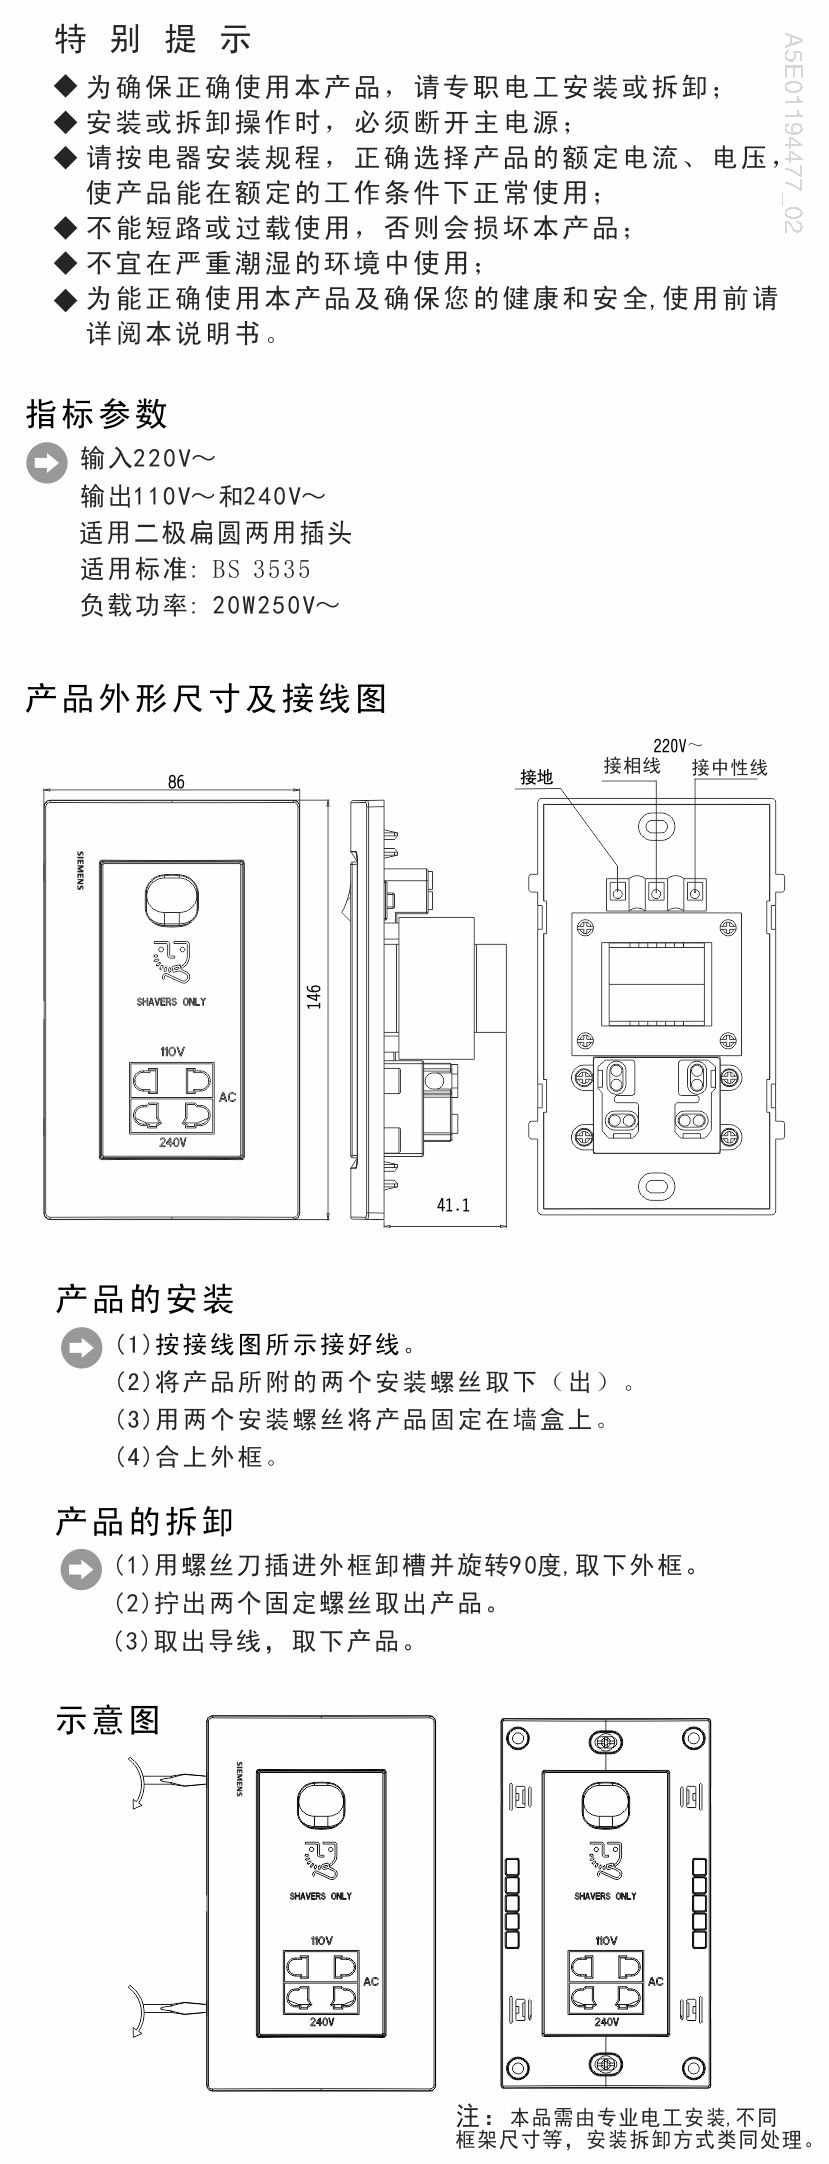 特别提示
A5E01194477_02
◆为确保正确使用本产品，请专职电工安装或拆卸；
◆安装或拆卸操作时，必须断开主电源；
◆请按电器安装规程，正确选择产品的额定电流、电压，
使产品能在额定的工作条件下正常使用；
◆不能短路或过载使用，否则会损坏本产品；
◆不宜在严重潮湿的环境中使用；
◆为能正确使用本产品及确保您的健康和安全,使用前请
详阅本说明书。
指标参数
输入220V～
输出110V～和240V～
适用二极扁圆两用插头
适用标准: BS 3535
负载功率: 20W250V～
产品外形尺寸及接线图
220V～
接地
接相线
接中性线
86
SIEMENS
146
SHAVERS ONLY
110V
AC
240V
41.1
产品的安装
(1)按接线图所示接好线。
(2)将产品所附的两个安装螺丝取下（出）。
(3)用两个安装螺丝将产品固定在墙盒上。
(4)合上外框。
产品的拆卸
(1)用螺丝刀插进外框卸槽并旋转90度,取下外框。
(2)拧出两个固定螺丝取出产品。
(3)取出导线，取下产品。
示意图
SIEMENS
SHAVERS ONLY
110V
AC
240V
SHAVERS ONLY
110V
AC
240V
注：本品需由专业电工安装,不同
框架尺寸等，安装拆卸方式类同处理。